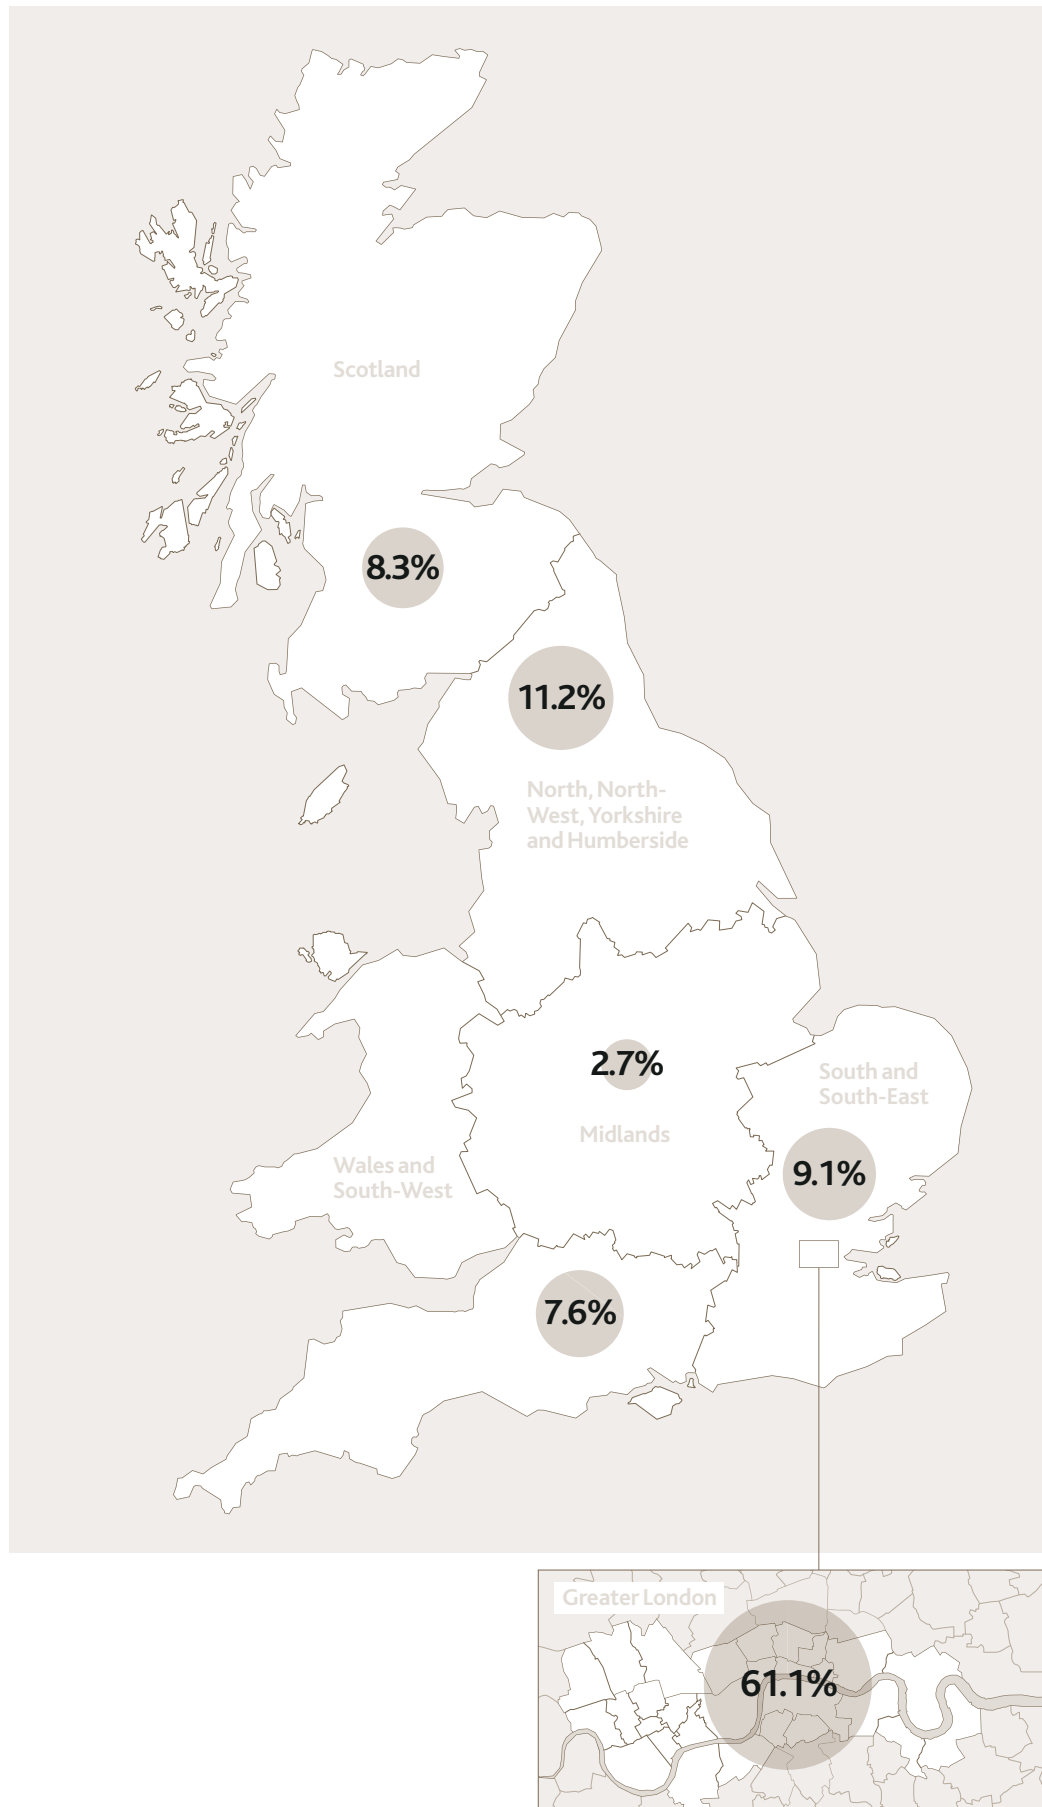 Scotland
8.3%
11.2%
North, North-
West, Yorkshire
and Humberside
2.7%
Midlands
South and
South-East
9.1%
Wales and
South-West
7.6%
Greater London
61.1%